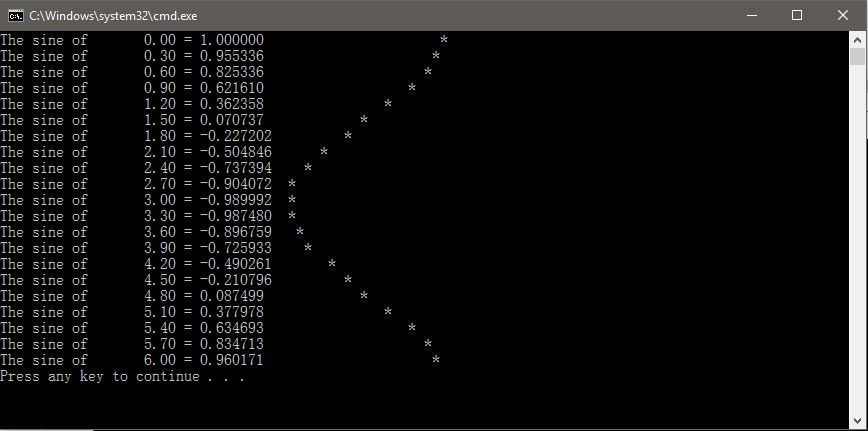 C:\Windows\system32\cmd.exe
The sine of       0.00 = 1.000000                      *
The sine of       0.30 = 0.955336                     *
The sine of       0.60 = 0.825336                    *
The sine of       0.90 = 0.621610                  *
The sine of       1.20 = 0.362358               *
The sine of       1.50 = 0.070737            *
The sine of       1.80 = -0.227202         *
The sine of       2.10 = -0.504846      *
The sine of       2.40 = -0.737394    *
The sine of       2.70 = -0.904072  *
The sine of       3.00 = -0.989992  *
The sine of       3.30 = -0.987480  *
The sine of       3.60 = -0.896759   *
The sine of       3.90 = -0.725933    *
The sine of       4.20 = -0.490261       *
The sine of       4.50 = -0.210796         *
The sine of       4.80 = 0.087499            *
The sine of       5.10 = 0.377978               *
The sine of       5.40 = 0.634693                  *
The sine of       5.70 = 0.834713                    *
The sine of       6.00 = 0.960171                     *
Press any key to continue . . .